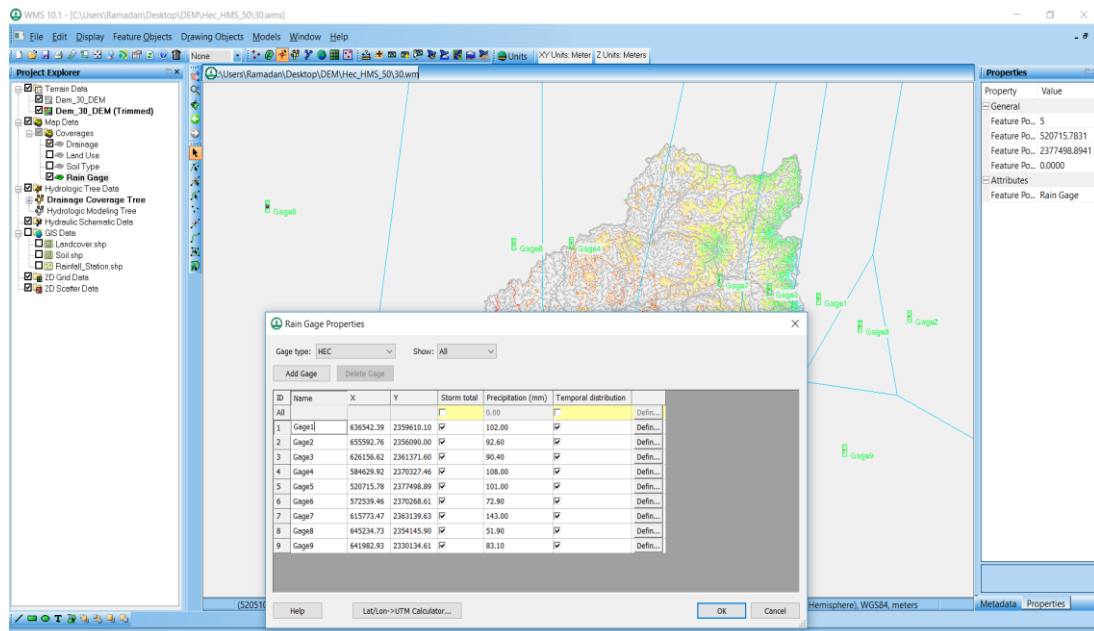 WMS 10.1 - [C:\Users\Ramadan\Desktop\DEM\Hec_HMS_50\30.wms]
File Edit Display Feature Objects Drawing Objects Models Window Help
None Units XY Units: Meter Z Units: Meters
Project Explorer
Terrain Data
Dem_30_DEM
Dem_30_DEM (Trimmed)
Map Data
Coverages
Drainage
Land Use
Soil Type
Rain Gage
Hydrologic Tree Data
Drainage Coverage Tree
Hydrologic Modeling Tree
Hydraulic Schematic Data
GIS Data
Landcover.shp
Soil.shp
Rainfall_Station.shp
2D Grid Data
2D Scatter Data
:\Users\Ramadan\Desktop\DEM\Hec_HMS_50\30.wm
Gage5
Gage6
Gage4
Gage7
Gage3
Gage1
Gage8
Gage2
Gage9
Properties
Property Value
General
Feature Po... 5
Feature Po... 520715.7831
Feature Po... 2377498.8941
Feature Po... 0.0000
Attributes
Feature Po... Rain Gage
Rain Gage Properties
Gage type: HEC Show: All
Add Gage Delete Gage
ID Name X Y Storm total Precipitation (mm) Temporal distribution
All 0.00 Defin...
1 Gage1 636542.39 2359610.10 102.00 Defin...
2 Gage2 655592.76 2356090.00 92.60 Defin...
3 Gage3 626156.62 2361371.60 90.40 Defin...
4 Gage4 584629.92 2370327.46 108.00 Defin...
5 Gage5 520715.78 2377498.89 101.00 Defin...
6 Gage6 572539.46 2370268.61 72.90 Defin...
7 Gage7 615773.47 2363139.63 143.00 Defin...
8 Gage8 645234.73 2354145.90 51.90 Defin...
9 Gage9 641982.93 2330134.61 83.10 Defin...
Help Lat/Lon->UTM Calculator... OK Cancel
(52051 Hemisphere), WGS84, meters
Metadata Properties